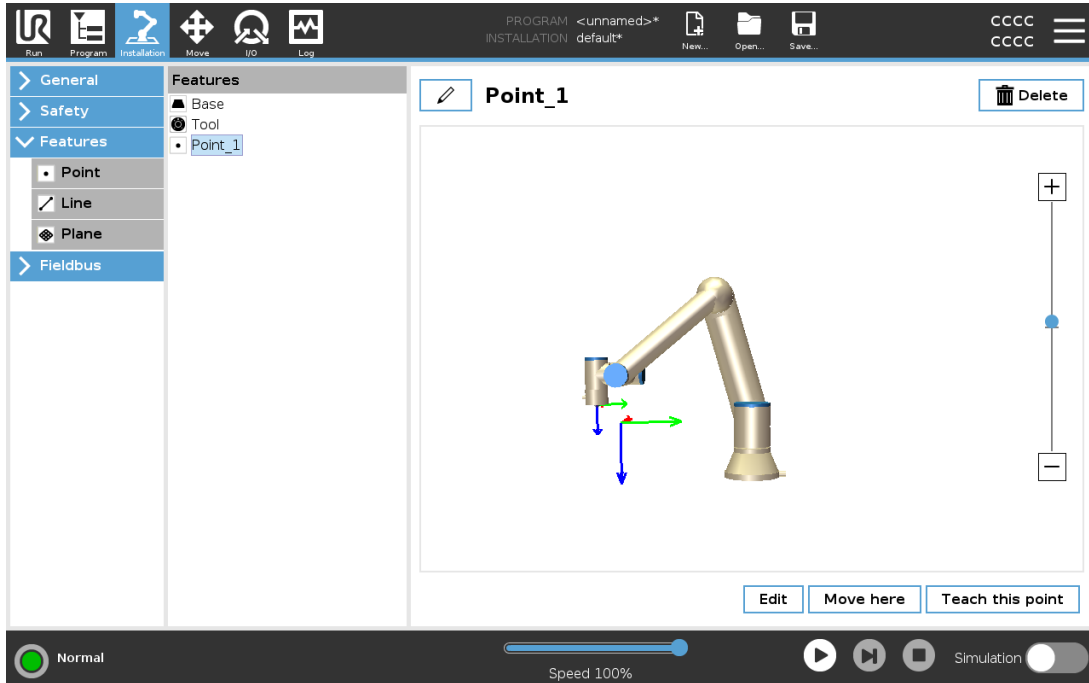 UR
Run
Program
Installation
Move
I/O
Log
PROGRAM <unnamed>*
INSTALLATION default*
New...
Open...
Save...
CCCC
CCCC
General
Safety
Features
Point
Line
Plane
Fieldbus
Features
Base
Tool
Point_1
Point_1
Delete
Edit
Move here
Teach this point
Normal
Speed 100%
Simulation